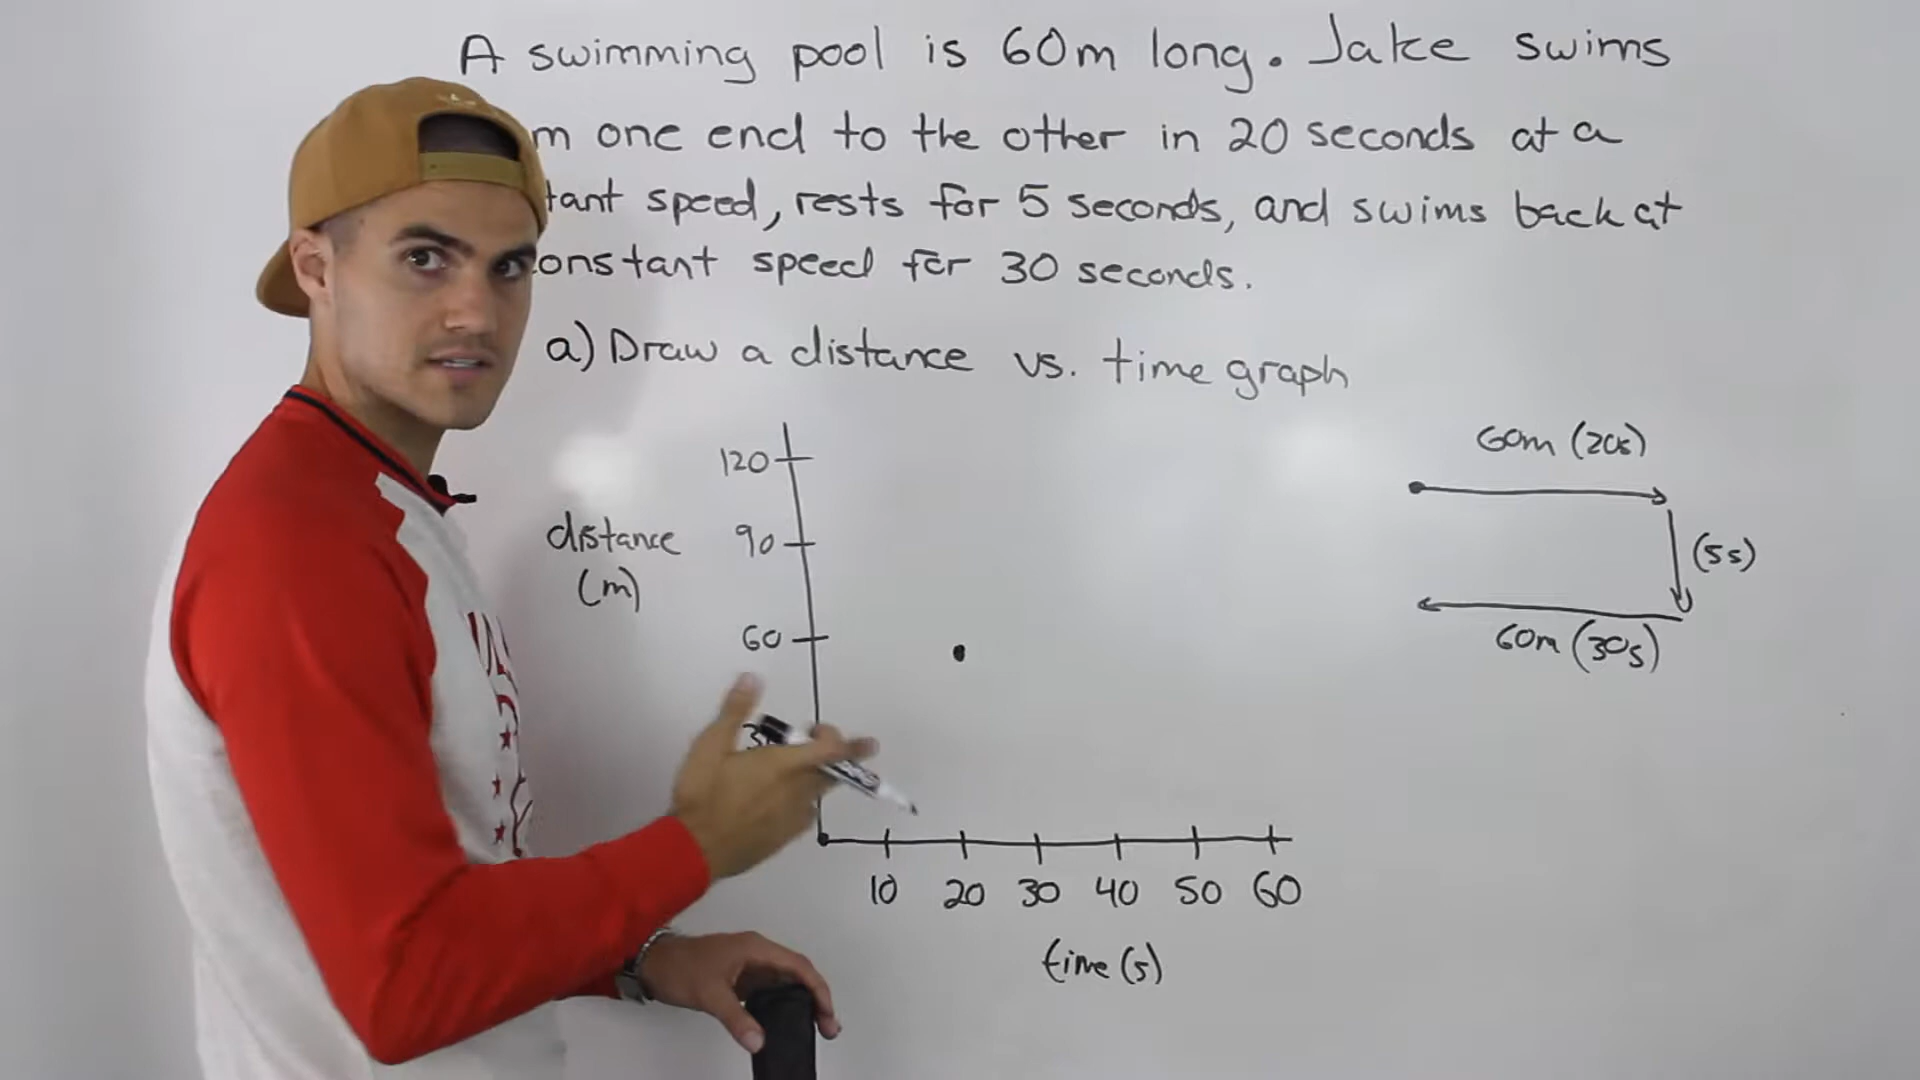 A swimming pool is 60m long. Jake swims
one end to the other in 20 seconds at a
speed, rests for 5 seconds, and swims back at
constant speed for 30 seconds.
a) Draw a distance vs. time graph
120
60m (20s)
distance
90
(m)
(5s)
60
60m (30s)
10 20 30 40 50 60
time (s)